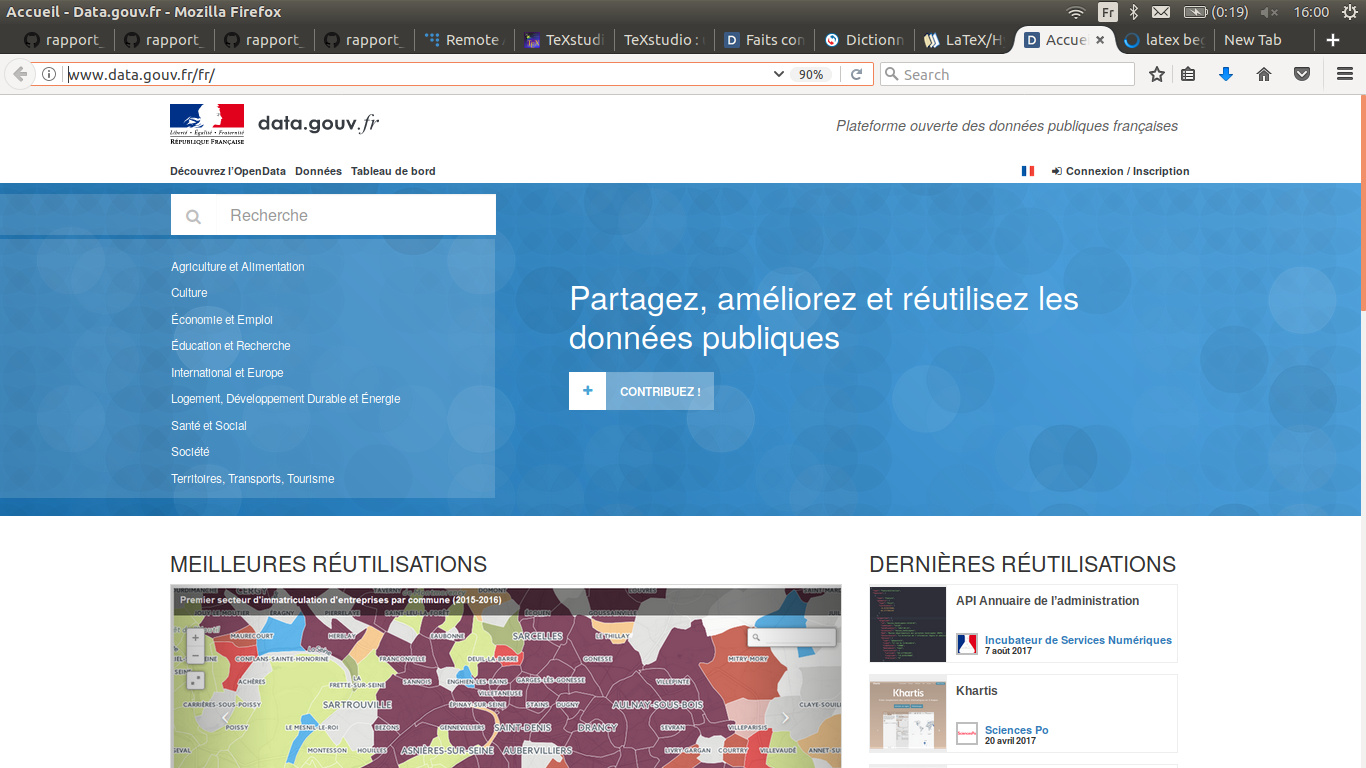 Accueil - Data.gouv.fr - Mozilla Firefox
Fr
(0:19)
16:00
rapport_
rapport_
rapport_
rapport_
Remote
TeXstudi
TeXstudio :
Faits con
Dictionn
LaTeX/H
Accuei
latex beg
New Tab
www.data.gouv.fr/fr/
90%
Search
Liberté • Égalité • Fraternité
RÉPUBLIQUE FRANÇAISE
data.gouv.fr
Plateforme ouverte des données publiques françaises
Découvrez l'OpenData Données Tableau de bord
Connexion / Inscription
Recherche
Agriculture et Alimentation
Culture
Économie et Emploi
Éducation et Recherche
International et Europe
Logement, Développement Durable et Énergie
Santé et Social
Société
Territoires, Transports, Tourisme
Partagez, améliorez et réutilisez les
données publiques
+ CONTRIBUEZ !
MEILLEURES RÉUTILISATIONS
Premier secteur d'immatriculation d'entreprises par commune (2015-2016)
MAURECOURT
HERBLAY
EAUBONNE
SARCELLES
LE THILLAY
CONFLANS-SAINTE-HONORINE
FRANCONVILLE
DEUIL-LA-BARRE
GONESSE
MITRY-MORY
ACHÈRES
LA
FRETTE-SUR-SEINE
SANNOIS
ENGHIEN-LES-BAINS
GARGES-LÈS-GONESSE
VILLEPINTE
VILLETANEUSE
CARRIÈRES-SOUS-POISSY
SARTROUVILLE
ÉPINAY-SUR-SEINE
STAINS
DUGNY
AULNAY-SOUS-BOIS
CLAYE-SOUIL
POISSY
LE MESNIL-LE-ROI
BEZONS
GENNEVILLIERS
SAINT-DENIS
DRANCY
SEVRAN
VILLEPARISIS
MONTESSON
HOUILLES
ASNIÈRES-SUR-SEINE
AUBERVILLIERS
LIVRY-GARGAN
COURTRY
VILLEVAUDÉ
ANNET-SU
DERNIÈRES RÉUTILISATIONS
API Annuaire de l'administration
Incubateur de Services Numériques
7 août 2017
Khartis
Sciences Po
20 avril 2017